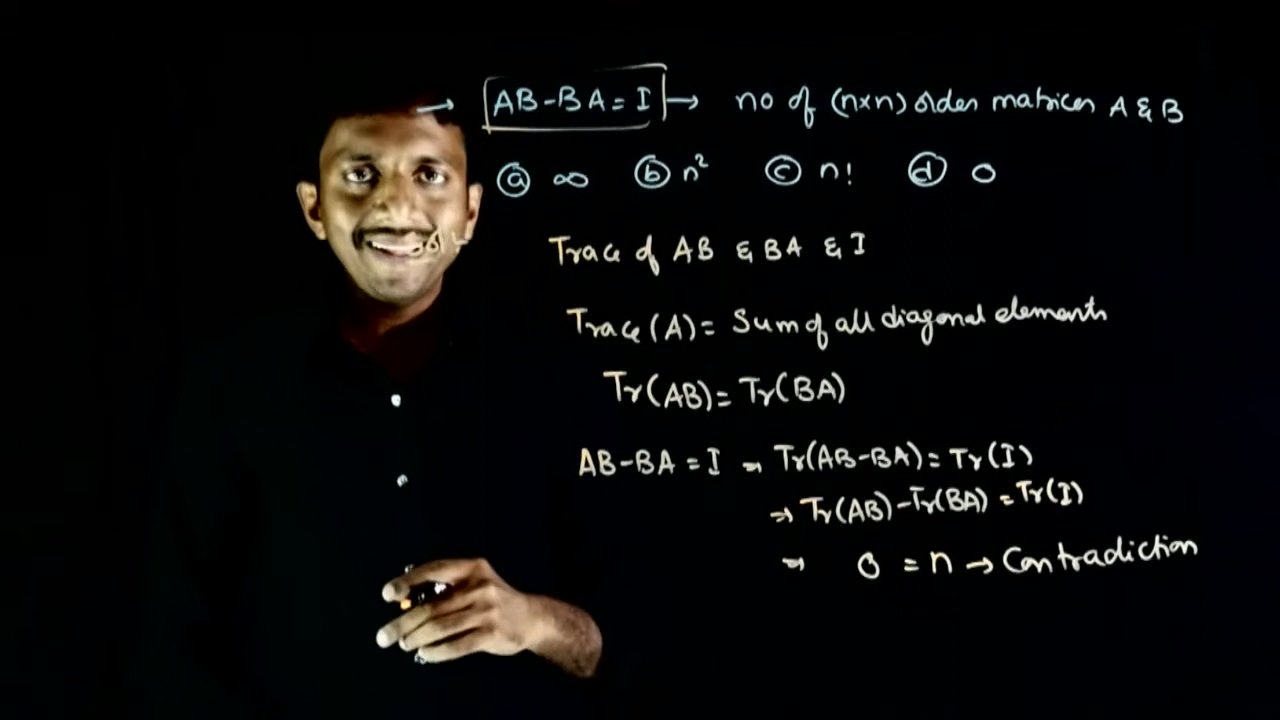 → AB-BA=I → no of (n×n) order matrices A & B
ⓐ ∞ ⓑ n² ⓒ n! ⓓ 0
Trace of AB & BA & I
Trace(A) = Sum of all diagonal elements
Tr(AB) = Tr(BA)
AB-BA = I ⇒ Tr(AB-BA) = Tr(I)
⇒ Tr(AB)-Tr(BA) = Tr(I)
⇒ 0 = n → Contradiction